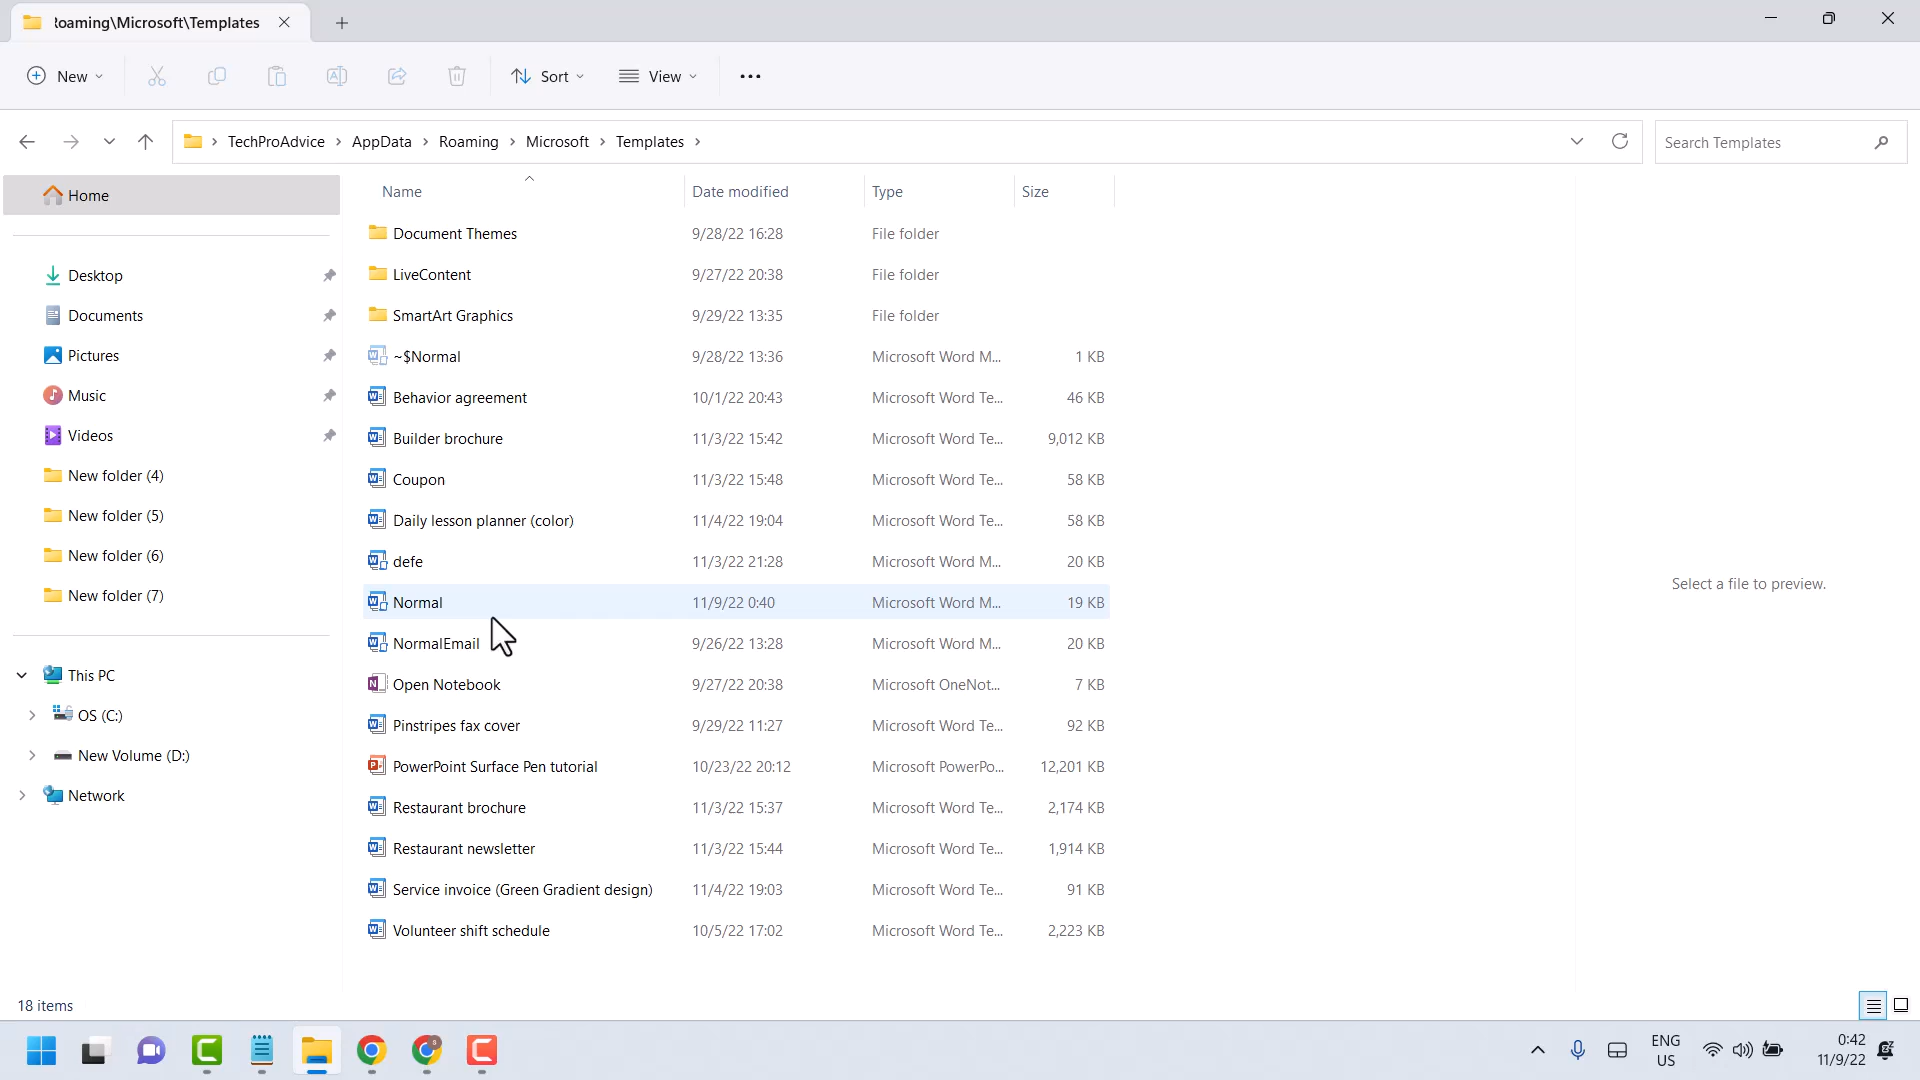 Roaming\Microsoft\Templates
New
Sort
View
TechProAdvice > AppData > Roaming > Microsoft > Templates >
Search Templates
Home
Desktop
Documents
Pictures
Music
Videos
New folder (4)
New folder (5)
New folder (6)
New folder (7)
This PC
OS (C:)
New Volume (D:)
Network
Name Date modified Type Size
Document Themes 9/28/22 16:28 File folder
LiveContent 9/27/22 20:38 File folder
SmartArt Graphics 9/29/22 13:35 File folder
~$Normal 9/28/22 13:36 Microsoft Word M... 1 KB
Behavior agreement 10/1/22 20:43 Microsoft Word Te... 46 KB
Builder brochure 11/3/22 15:42 Microsoft Word Te... 9,012 KB
Coupon 11/3/22 15:48 Microsoft Word Te... 58 KB
Daily lesson planner (color) 11/4/22 19:04 Microsoft Word Te... 58 KB
defe 11/3/22 21:28 Microsoft Word M... 20 KB
Normal 11/9/22 0:40 Microsoft Word M... 19 KB
NormalEmail 9/26/22 13:28 Microsoft Word M... 20 KB
Open Notebook 9/27/22 20:38 Microsoft OneNot... 7 KB
Pinstripes fax cover 9/29/22 11:27 Microsoft Word Te... 92 KB
PowerPoint Surface Pen tutorial 10/23/22 20:12 Microsoft PowerPo... 12,201 KB
Restaurant brochure 11/3/22 15:37 Microsoft Word Te... 2,174 KB
Restaurant newsletter 11/3/22 15:44 Microsoft Word Te... 1,914 KB
Service invoice (Green Gradient design) 11/4/22 19:03 Microsoft Word Te... 91 KB
Volunteer shift schedule 10/5/22 17:02 Microsoft Word Te... 2,223 KB
Select a file to preview.
18 items
ENG
US
0:42
11/9/22